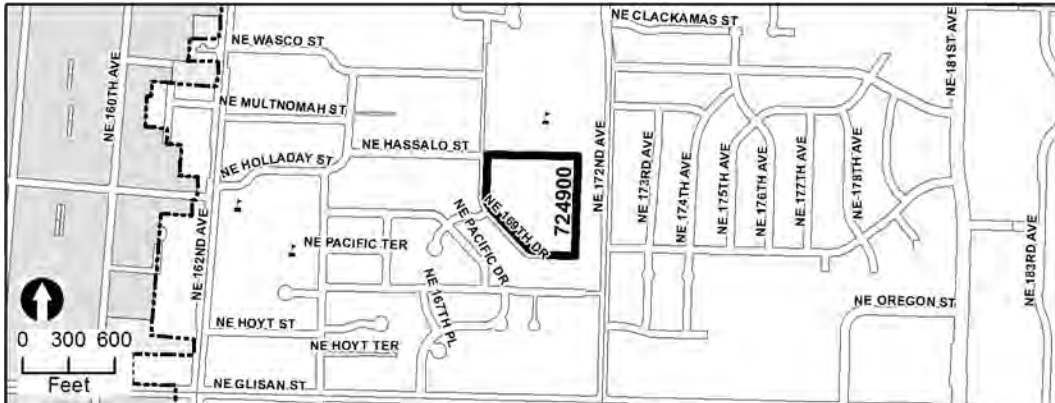 NE CLACKAMAS ST
NE WASCO ST
NE 160TH AVE
NE 181ST AVE
NE MULTNOMAH ST
NE HASSALO ST
NE HOLLADAY ST
NE 172ND AVE
NE 173RD AVE
NE 174TH AVE
NE 175TH AVE
NE 176TH AVE
NE 177TH AVE
NE 178TH AVE
724900
NE 169TH DR
NE PACIFIC DR
NE PACIFIC TER
NE 162ND AVE
NE 183RD AVE
NE 167TH PL
NE OREGON ST
NE HOYT ST
NE HOYT TER
0 300 600
Feet
NE GLISAN ST